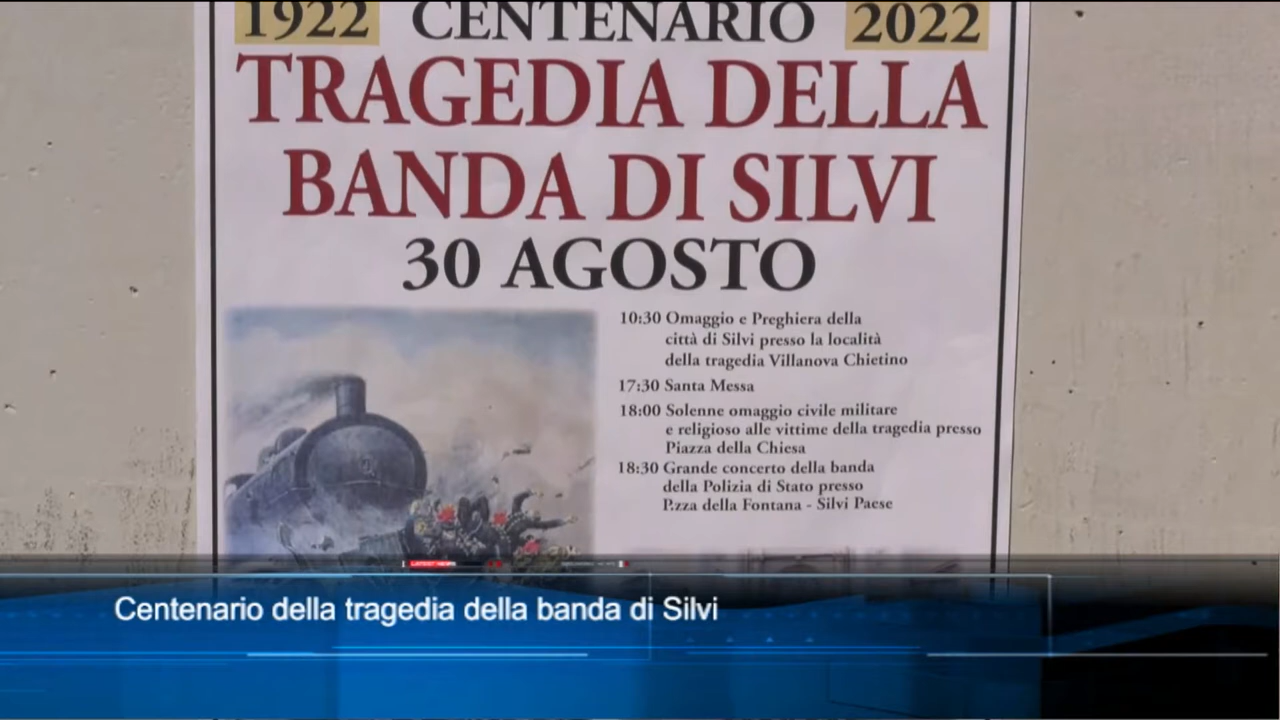 1922 CENTENARIO 2022
TRAGEDIA DELLA
BANDA DI SILVI
30 AGOSTO
10:30 Omaggio e Preghiera della
città di Silvi presso la località
della tragedia Villanova Chietino
17:30 Santa Messa
18:00 Solenne omaggio civile militare
e religioso alle vittime della tragedia presso
Piazza della Chiesa
18:30 Grande concerto della banda
della Polizia di Stato presso
P.zza della Fontana - Silvi Paese
LATEST NEWS
Centenario della tragedia della banda di Silvi